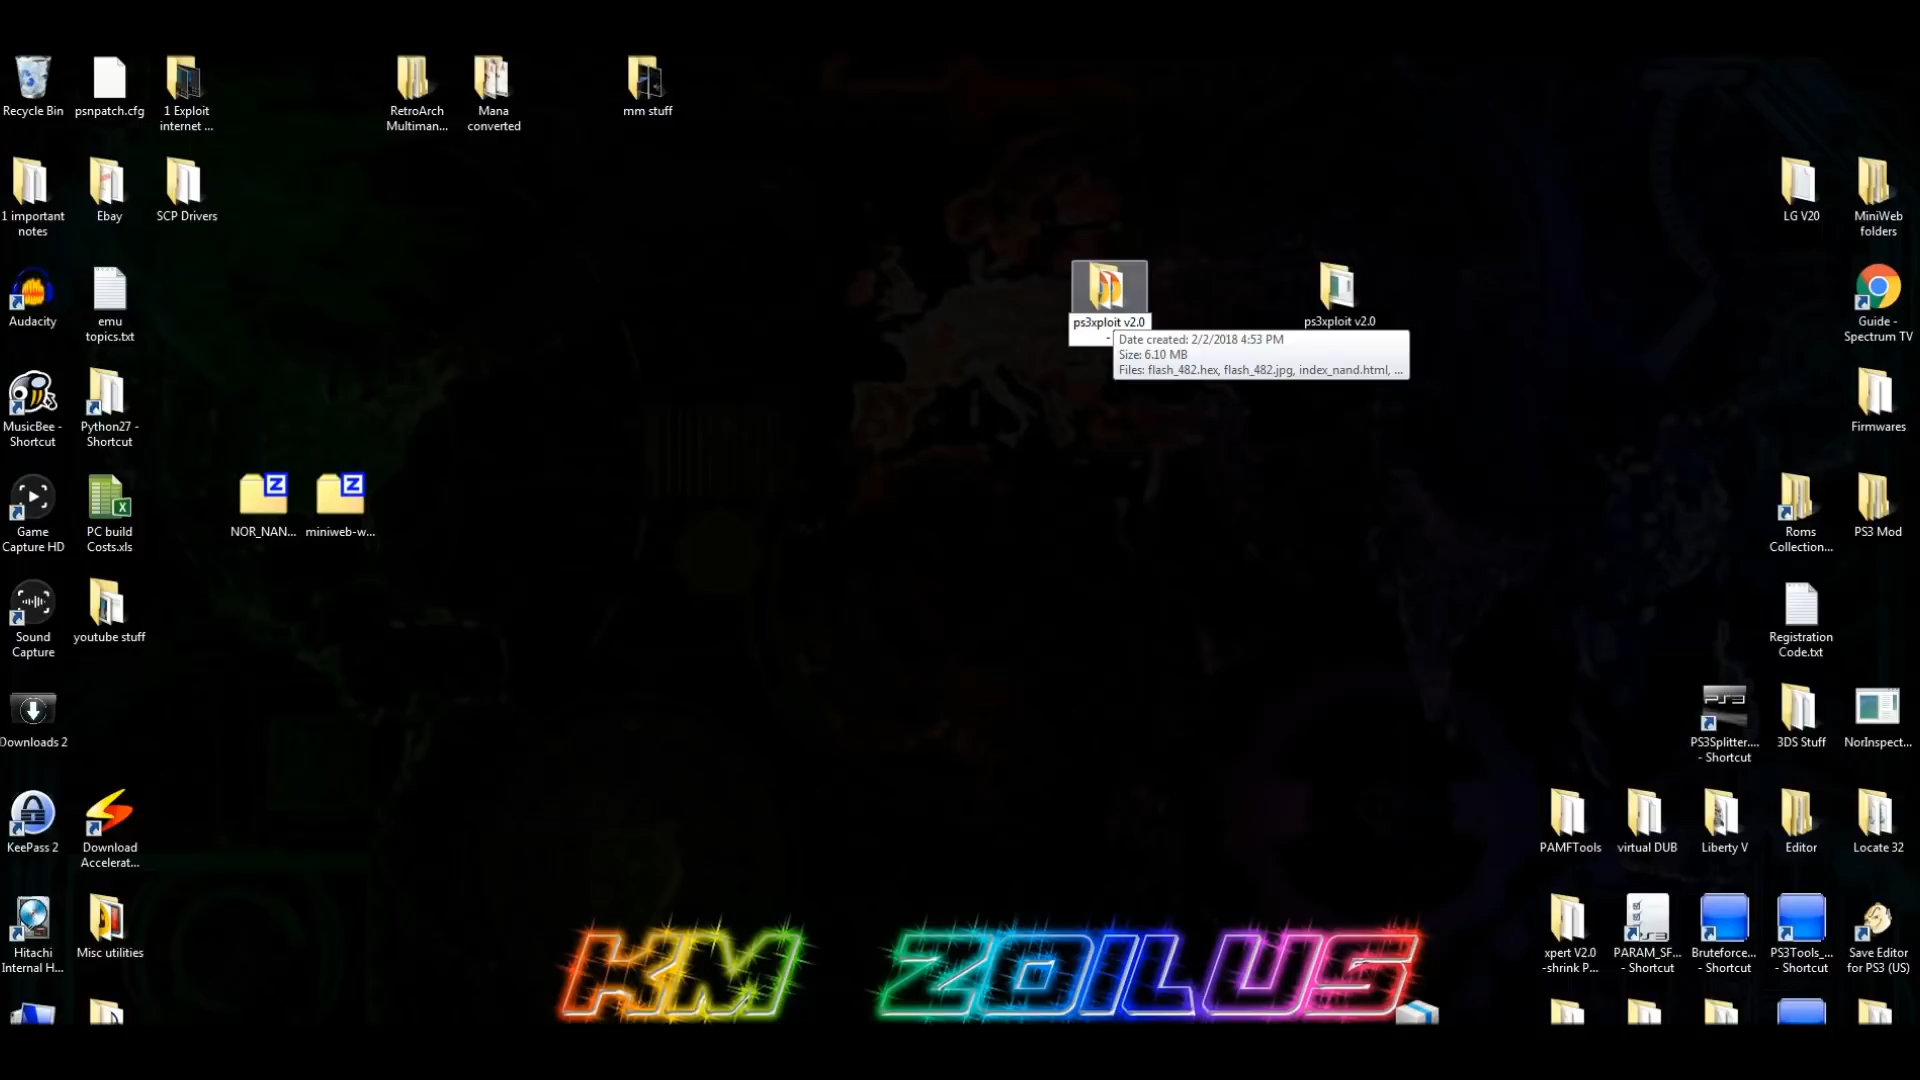 Recycle Bin
psnpatch.cfg
1 Exploit
internet ...
RetroArch
Multiman...
Mana
converted
mm stuff
1 important
notes
Ebay
SCP Drivers
LG V20
MiniWeb
folders
Audacity
emu
topics.txt
ps3xploit v2.0
-
ps3xploit v2.0
Date created: 2/2/2018 4:53 PM
Size: 6.10 MB
Files: flash_482.hex, flash_482.jpg, index_nand.html, ...
Guide -
Spectrum TV
MusicBee -
Shortcut
Python27 -
Shortcut
Firmwares
Game
Capture HD
PC build
Costs.xls
NOR_NAN...
miniweb-w...
Roms
Collection...
PS3 Mod
Sound
Capture
youtube stuff
Registration
Code.txt
Downloads 2
PS3
PS3Splitter....
- Shortcut
3DS Stuff
NorInspect...
KeePass 2
Download
Accelerat...
PAMFTools
virtual DUB
Liberty V
Editor
Locate 32
Hitachi
Internal H...
Misc utilities
xpert V2.0
-shrink P...
PARAM_SF...
- Shortcut
Bruteforce...
- Shortcut
PS3Tools_...
- Shortcut
Save Editor
for PS3 (US)
KM ZOILUS